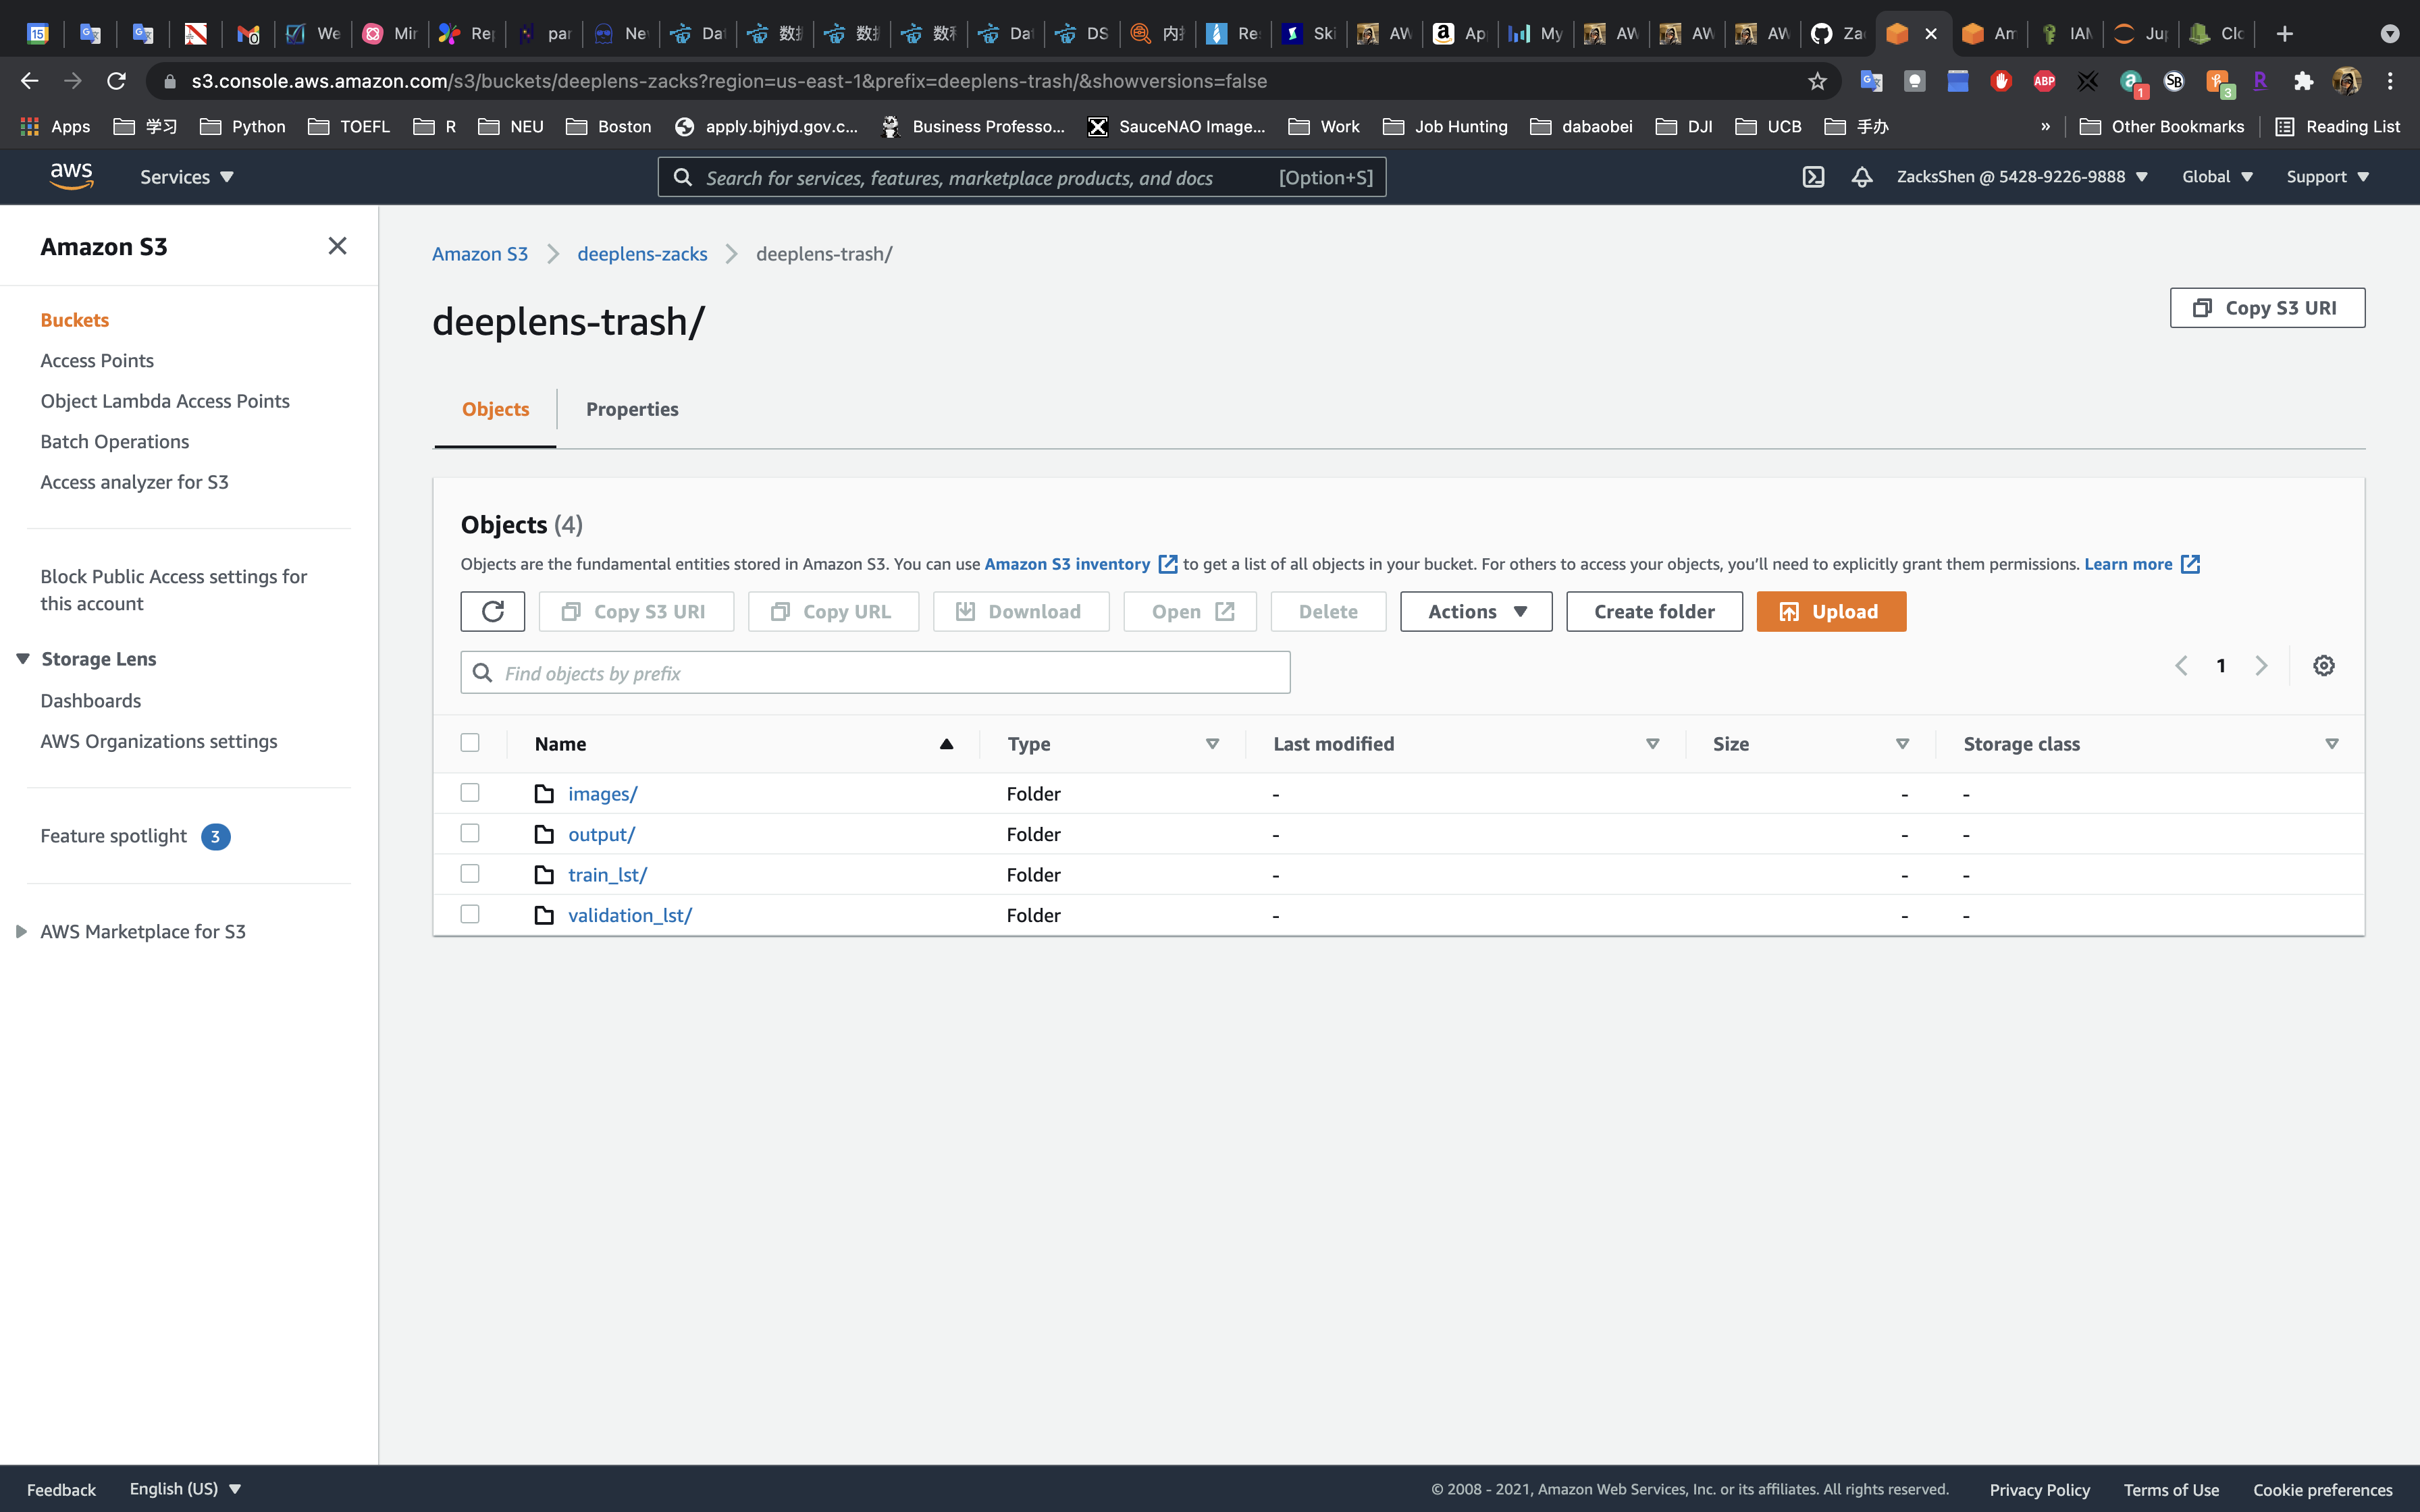 15 We Mir Rep par Ne Da 数 数 数 Da DS 内 Re Ski AW Ap My AW AW AW Za Am IAM Jup Clo
s3.console.aws.amazon.com/s3/buckets/deeplens-zacks?region=us-east-1&prefix=deeplens-trash/&showversions=false ABP 1 SB 3 R
Apps 学习 Python TOEFL R NEU Boston apply.bjhjyd.gov.c... Business Professo... SauceNAO Image... Work Job Hunting dabaobei DJI UCB 手办 » Other Bookmarks Reading List
aws Services Search for services, features, marketplace products, and docs [Option+S] ZacksShen @ 5428-9226-9888 Global Support
Amazon S3
Buckets
Access Points
Object Lambda Access Points
Batch Operations
Access analyzer for S3
Block Public Access settings for
this account
Storage Lens
Dashboards
AWS Organizations settings
Feature spotlight 3
AWS Marketplace for S3
Amazon S3 deeplens-zacks deeplens-trash/
deeplens-trash/
Copy S3 URI
Objects Properties
Objects (4)
Objects are the fundamental entities stored in Amazon S3. You can use Amazon S3 inventory to get a list of all objects in your bucket. For others to access your objects, you’ll need to explicitly grant them permissions. Learn more
Copy S3 URI Copy URL Download Open Delete Actions Create folder Upload
Find objects by prefix 1
Name Type Last modified Size Storage class
images/ Folder - - -
output/ Folder - - -
train_lst/ Folder - - -
validation_lst/ Folder - - -
Feedback English (US) © 2008 - 2021, Amazon Web Services, Inc. or its affiliates. All rights reserved. Privacy Policy Terms of Use Cookie preferences